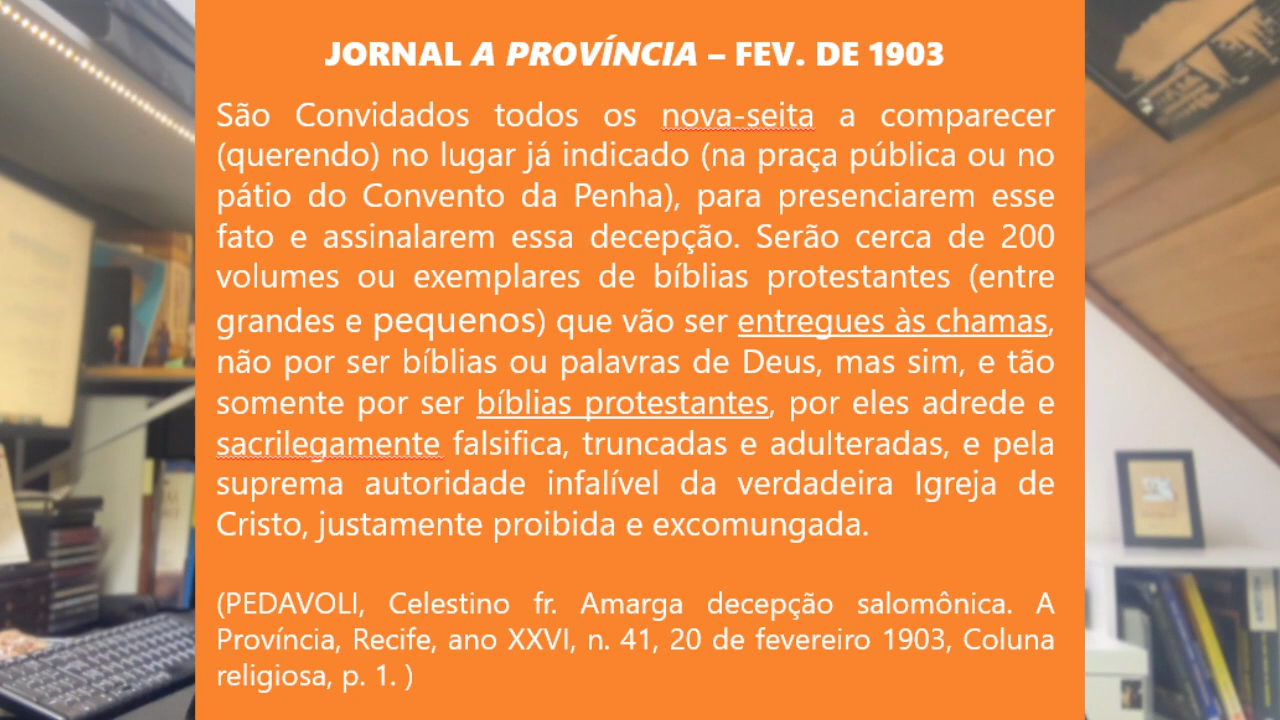 JORNAL A PROVÍNCIA – FEV. DE 1903
São Convidados todos os nova-seita a comparecer
(querendo) no lugar já indicado (na praça pública ou no
pátio do Convento da Penha), para presenciarem esse
fato e assinalarem essa decepção. Serão cerca de 200
volumes ou exemplares de bíblias protestantes (entre
grandes e pequenos) que vão ser entregues às chamas,
não por ser bíblias ou palavras de Deus, mas sim, e tão
somente por ser bíblias protestantes, por eles adrede e
sacrilegamente falsifica, truncadas e adulteradas, e pela
suprema autoridade infalível da verdadeira Igreja de
Cristo, justamente proibida e excomungada.
(PEDAVOLI, Celestino fr. Amarga decepção salomônica. A
Província, Recife, ano XXVI, n. 41, 20 de fevereiro 1903, Coluna
religiosa, p. 1. )